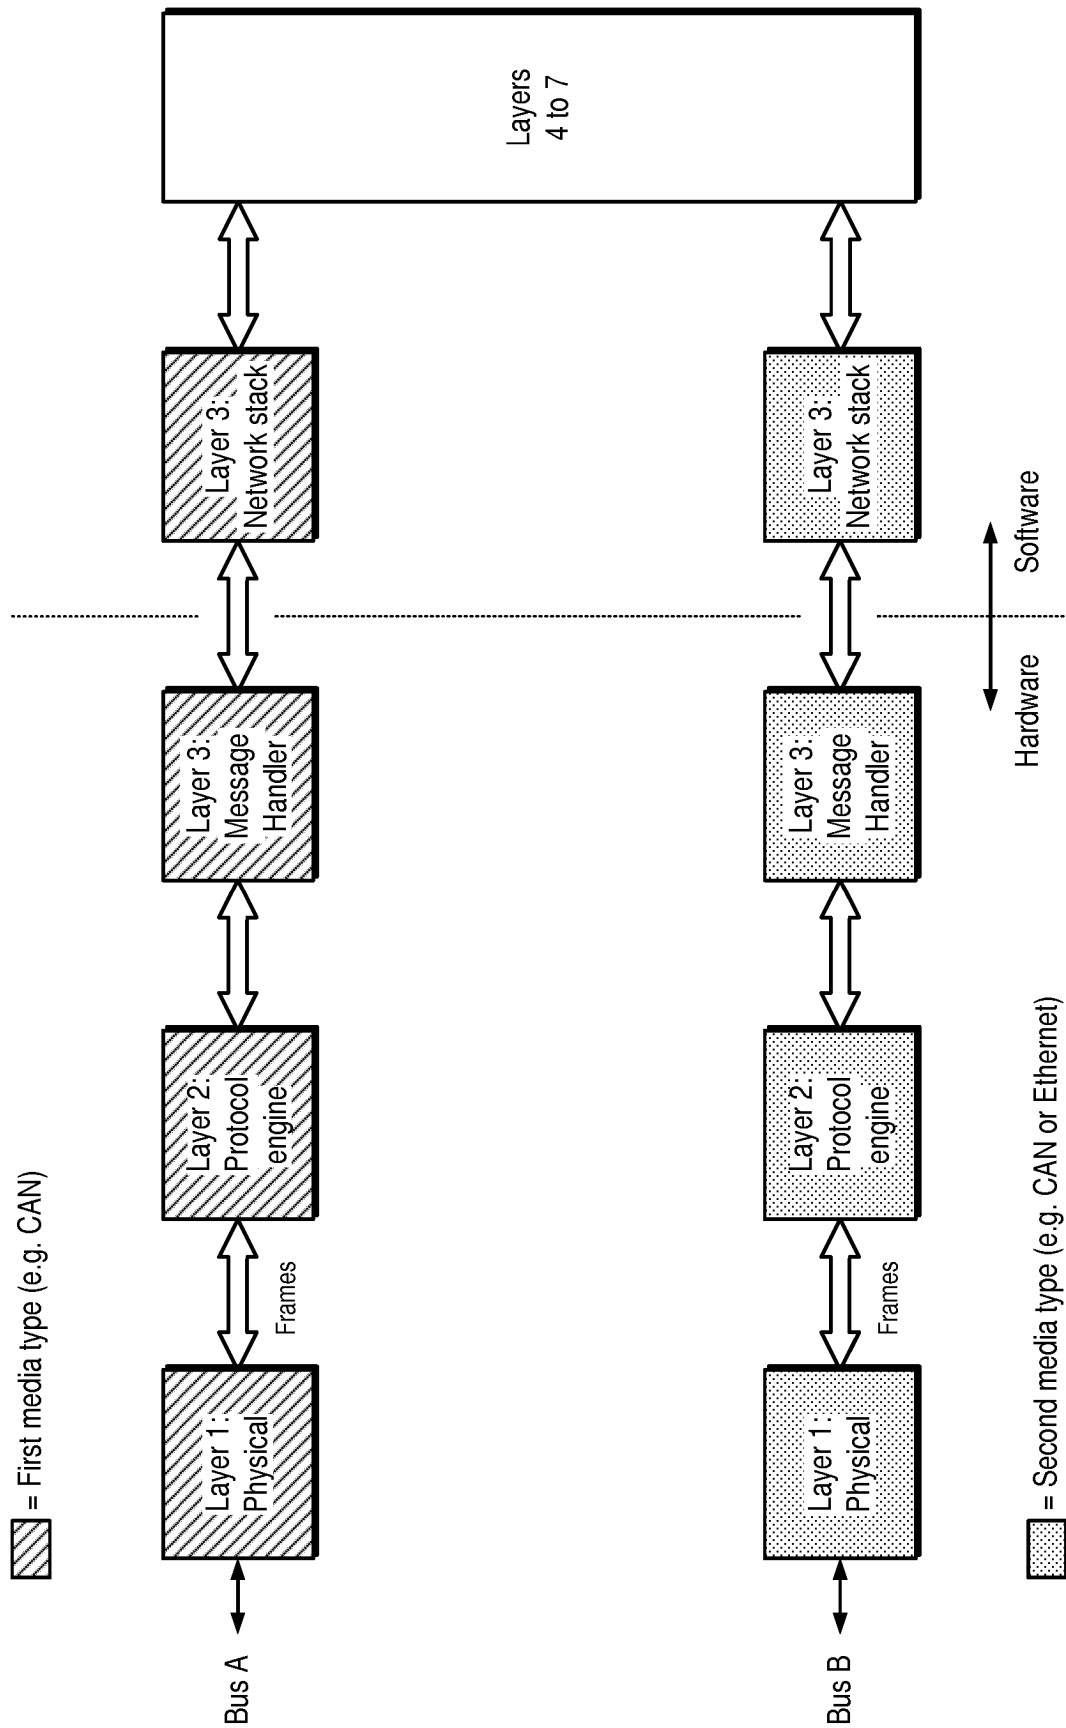 = First media type (e.g. CAN)
Bus A
Layer 1:
Physical
Frames
Layer 2:
Protocol
engine
Layer 3:
Message
Handler
Layer 3:
Network stack
Layers
4 to 7
Bus B
Layer 1:
Physical
Frames
Layer 2:
Protocol
engine
Layer 3:
Message
Handler
Layer 3:
Network stack
Hardware
Software
= Second media type (e.g. CAN or Ethernet)